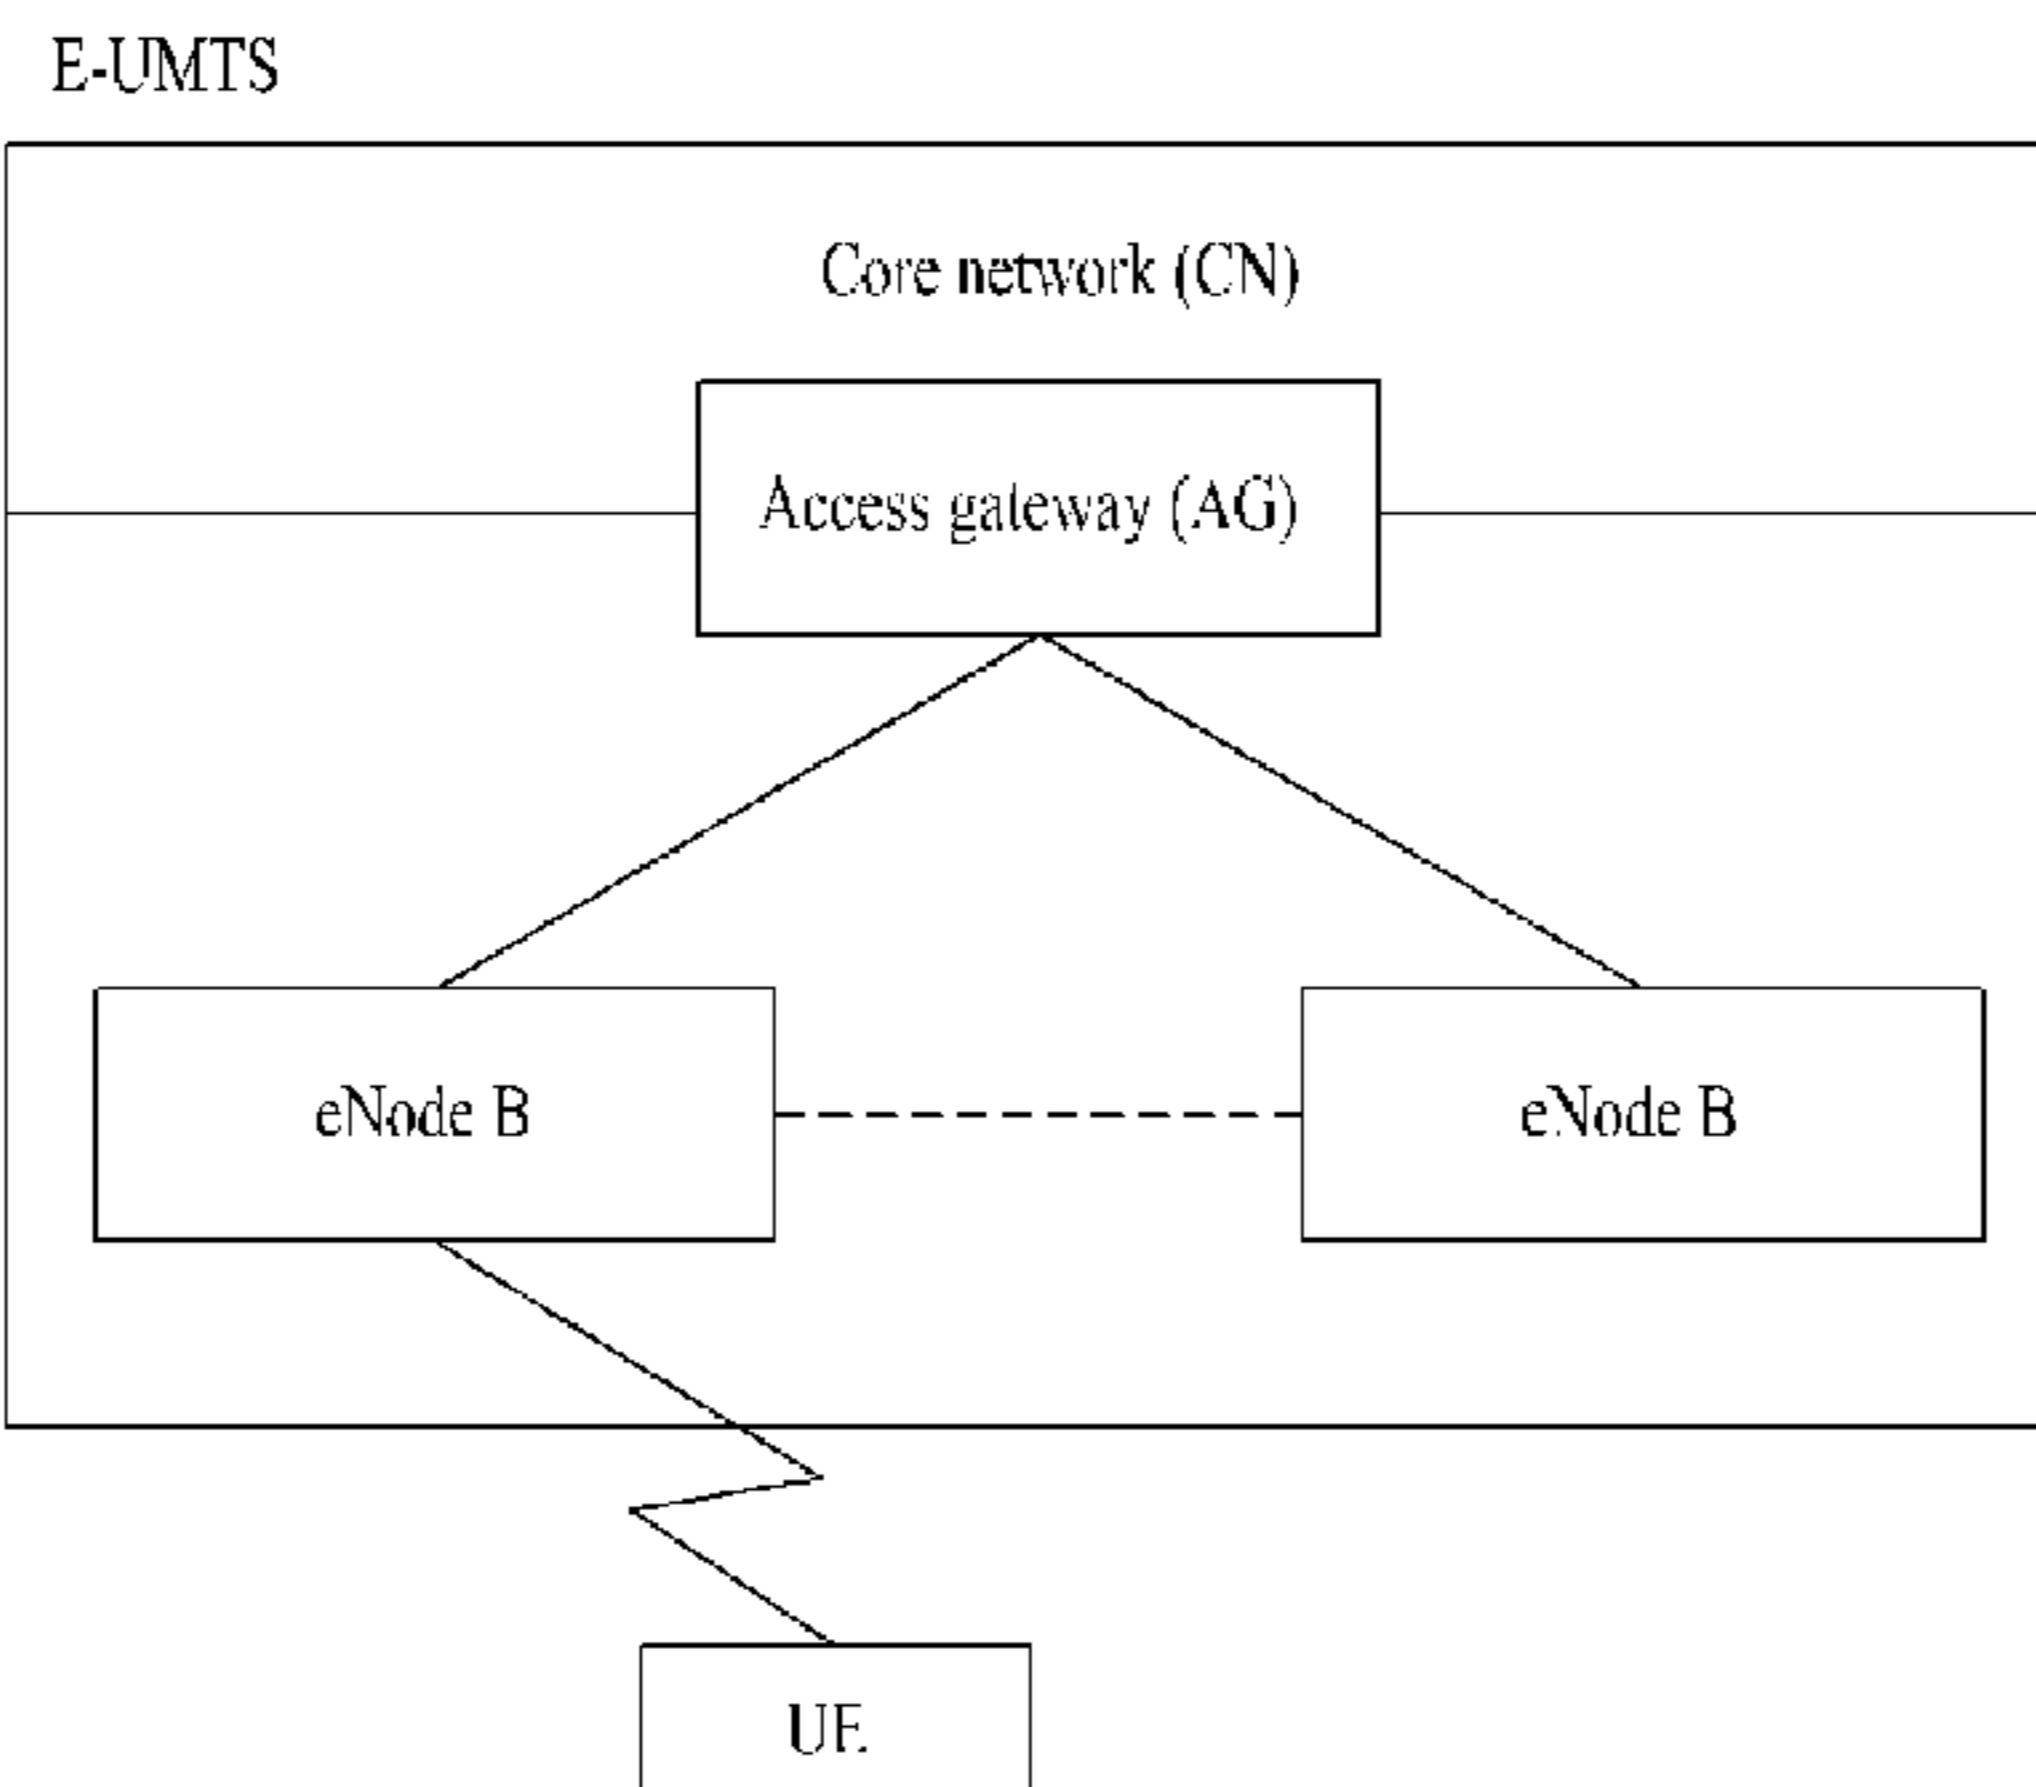 E-UMTS
Core network (CN)
Access gateway (AG)
eNode B
eNode B
UE